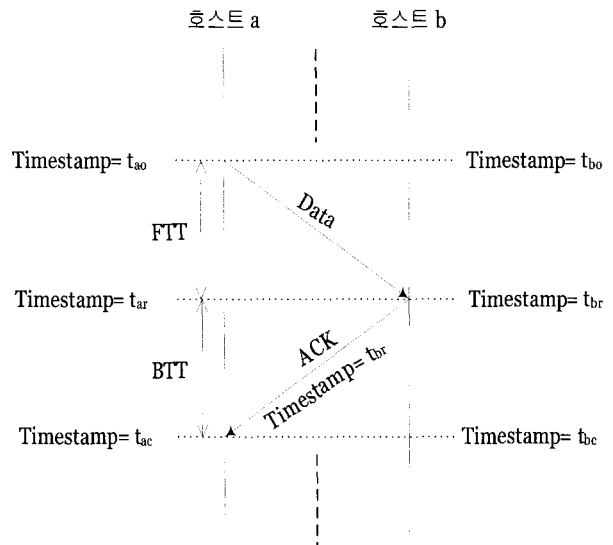 호스트 a
호스트 b
Timestamp= tao
Timestamp= tbo
Data
FTT
Timestamp= tar
Timestamp= tbr
ACK
Timestamp= tbr
BTT
Timestamp= tac
Timestamp= tbc